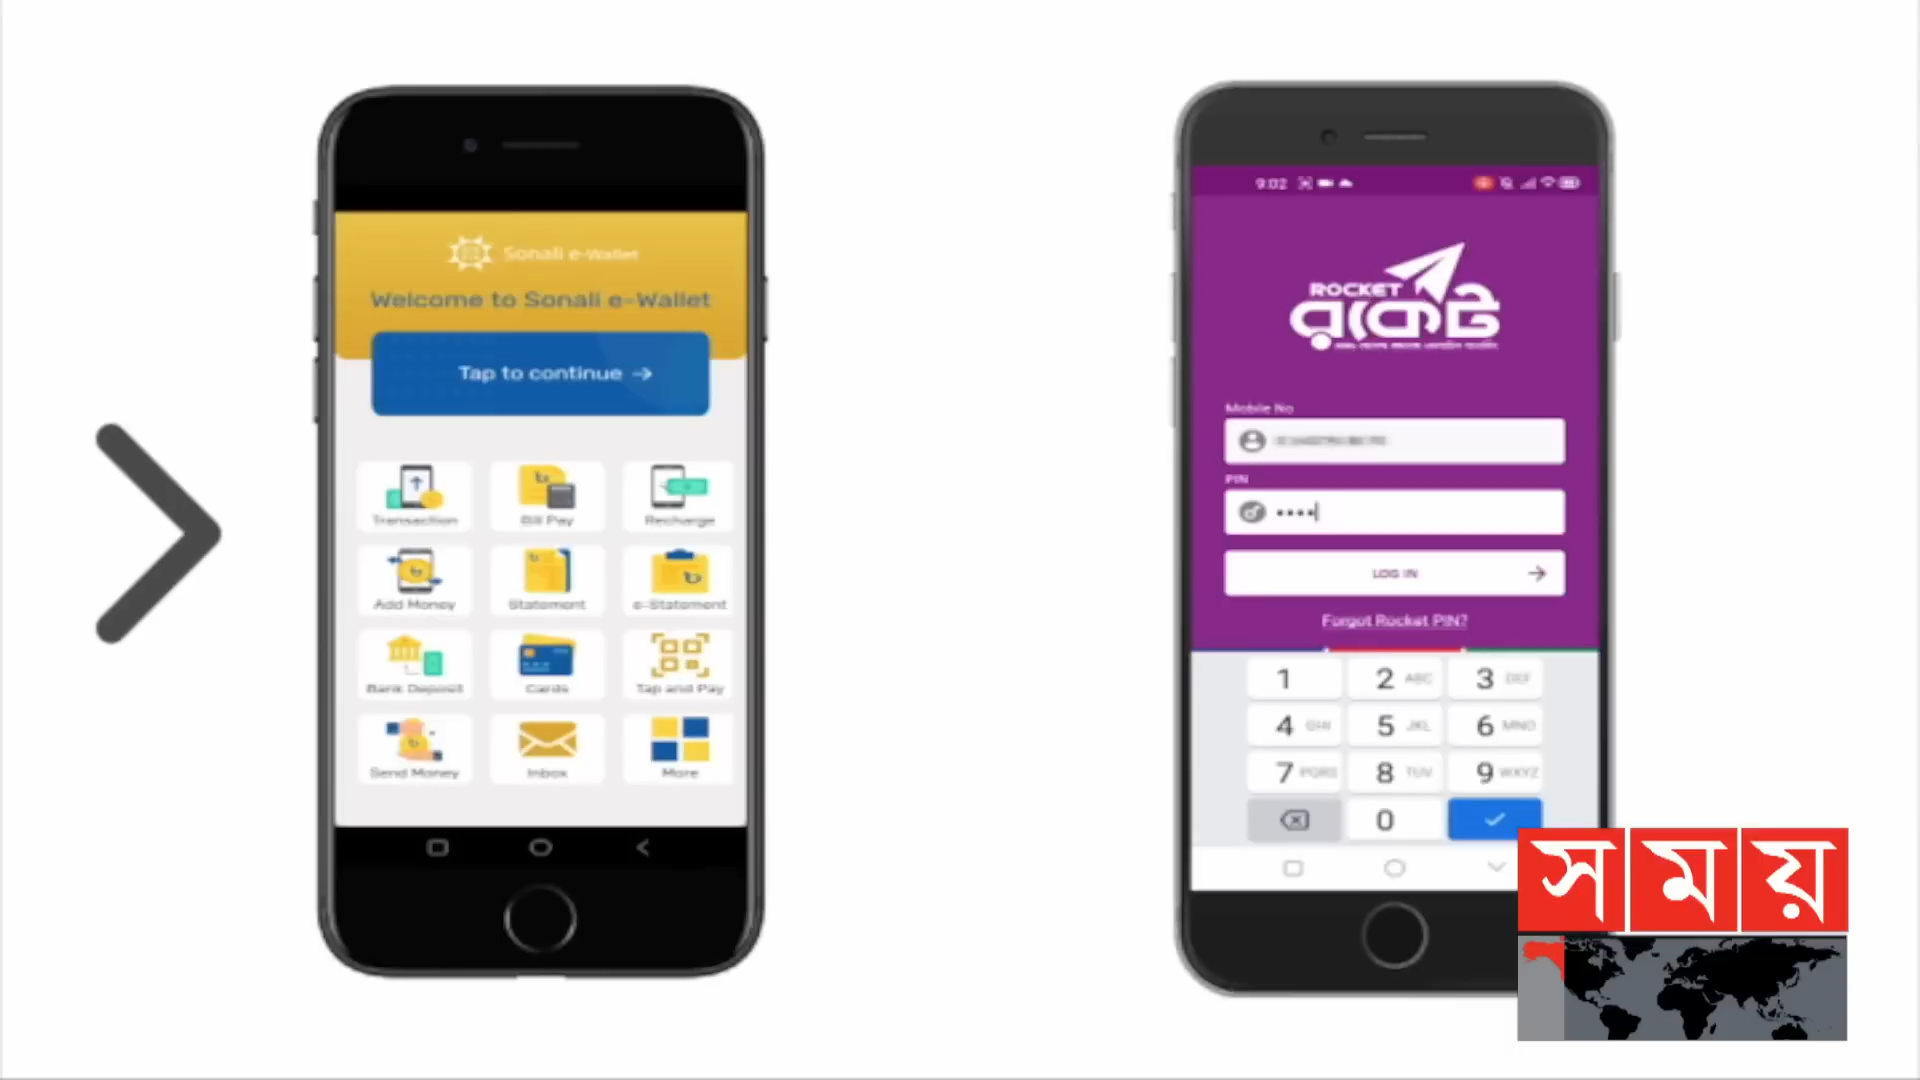 Sonali e-Wallet
Welcome to Sonali e-Wallet
Tap to continue →
Transaction
Bill Pay
Recharge
Add Money
Statement
e-Statement
Bank Deposit
Cards
Tap and Pay
Send Money
Inbox
More
9:02
ROCKET
রকেট
Mobile No
PIN
LOG IN
Forgot Rocket PIN?
1
2 ABC
3 DEF
4 GHI
5 JKL
6 MNO
7 PQRS
8 TUV
9 WXYZ
0
সময়